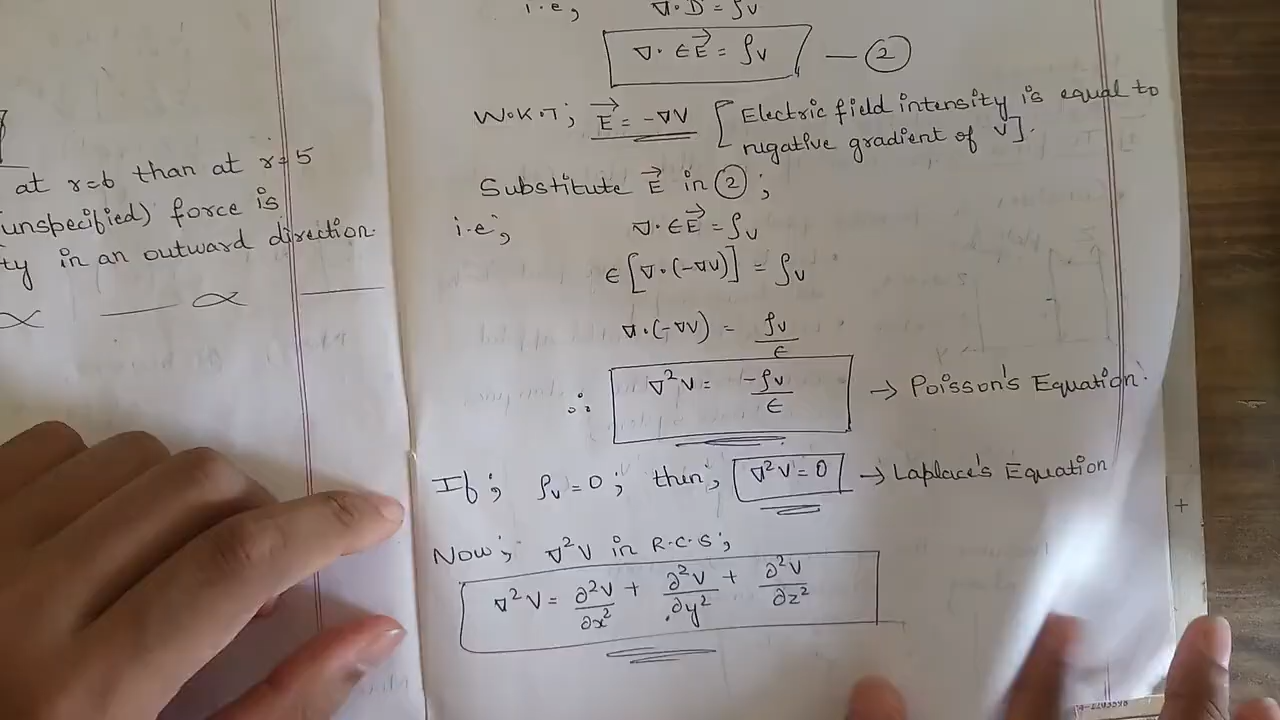 at r=6 than at r=5
(unspecified) force is
ty in an outward direction.
i.e, ∇·D = ρv
∇· ∈E⃗ = ρv — ②
W.K.T; E⃗ = -∇V [Electric field intensity is equal to
negative gradient of V].
Substitute E⃗ in ②;
i.e; ∇·∈E⃗ = ρv
∈[∇·(-∇V)] = ρv
∇·(-∇V) = ρv/∈
∴ ∇²V = -ρv/∈ → Poisson's Equation.
If; ρv = 0; then; ∇²V = 0 → Laplace's Equation
Now; ∇²V in R.C.S;
∇²V = ∂²V/∂x² + ∂²V/∂y² + ∂²V/∂z²